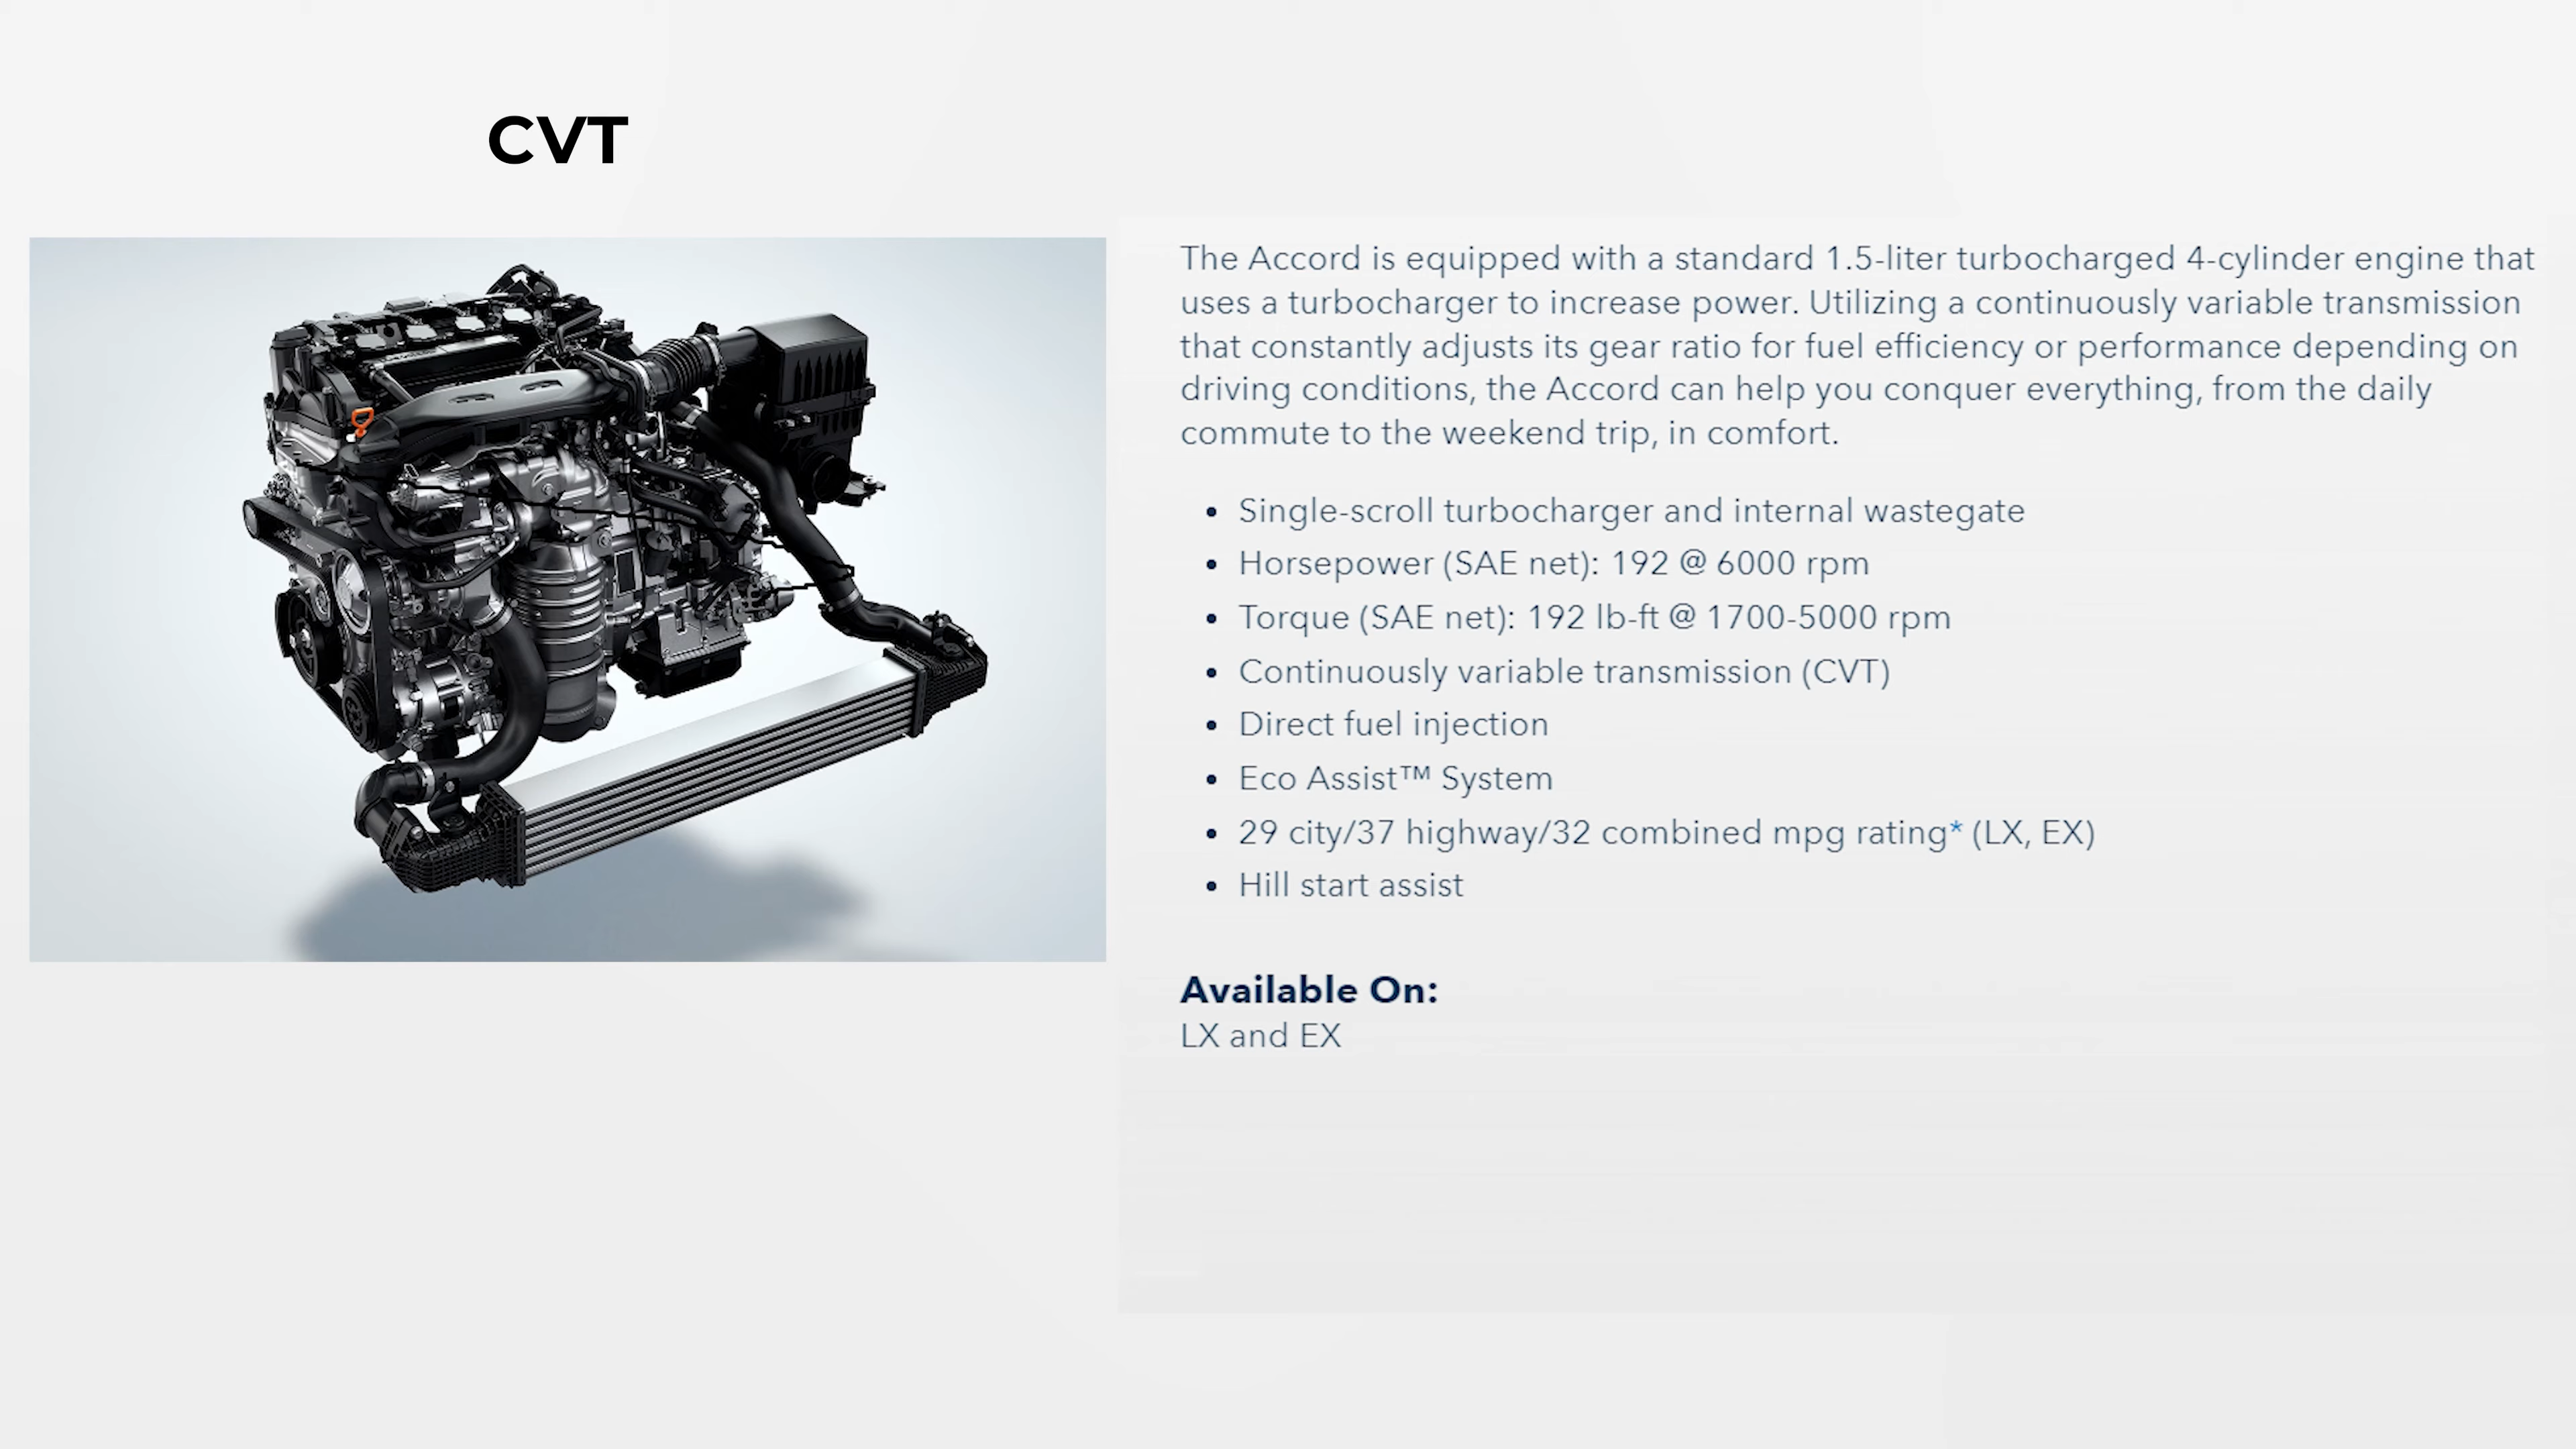 CVT
The Accord is equipped with a standard 1.5-liter turbocharged 4-cylinder engine that
uses a turbocharger to increase power. Utilizing a continuously variable transmission
that constantly adjusts its gear ratio for fuel efficiency or performance depending on
driving conditions, the Accord can help you conquer everything, from the daily
commute to the weekend trip, in comfort.
• Single-scroll turbocharger and internal wastegate
• Horsepower (SAE net): 192 @ 6000 rpm
• Torque (SAE net): 192 lb-ft @ 1700-5000 rpm
• Continuously variable transmission (CVT)
• Direct fuel injection
• Eco Assist™ System
• 29 city/37 highway/32 combined mpg rating* (LX, EX)
• Hill start assist
Available On:
LX and EX